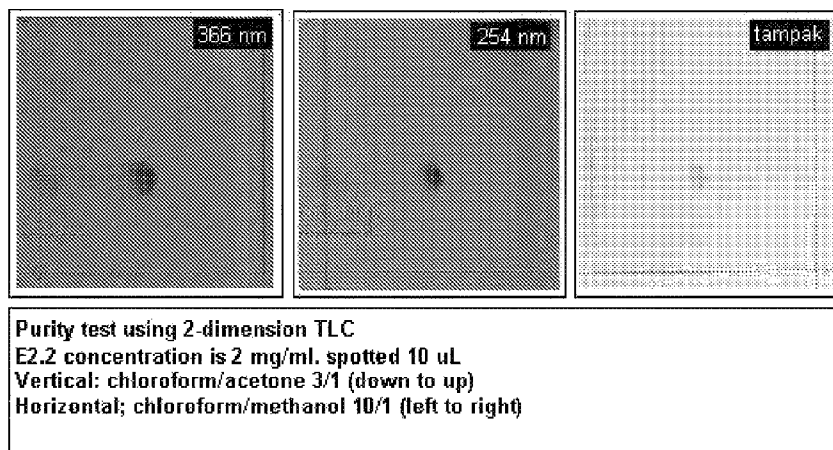 366 nm
254 nm
tampak
Purity test using 2-dimension TLC
E2.2 concentration is 2 mg/ml. spotted 10 uL
Vertical: chloroform/acetone 3/1 (down to up)
Horizontal; chloroform/methanol 10/1 (left to right)